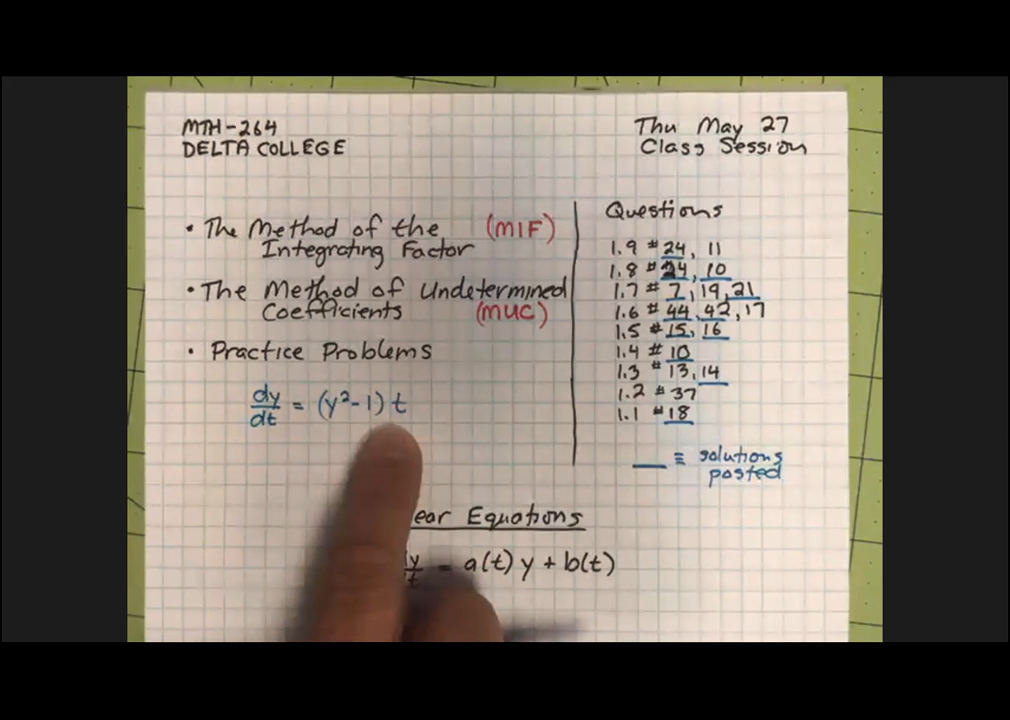 MTH-264
DELTA COLLEGE
Thu May 27
Class Session
• The Method of the (MIF)
Integrating Factor
• The Method of Undetermined
Coefficients (MUC)
• Practice Problems
dy/dt = (y²-1) t
Questions
1.9 # 24, 11
1.8 # 24, 10
1.7 # 7, 19, 21
1.6 # 44, 42, 17
1.5 # 15, 16
1.4 # 10
1.3 # 13, 14
1.2 # 37
1.1 # 18
___ ≡ solutions
posted
Equations
= a(t) y + b(t)